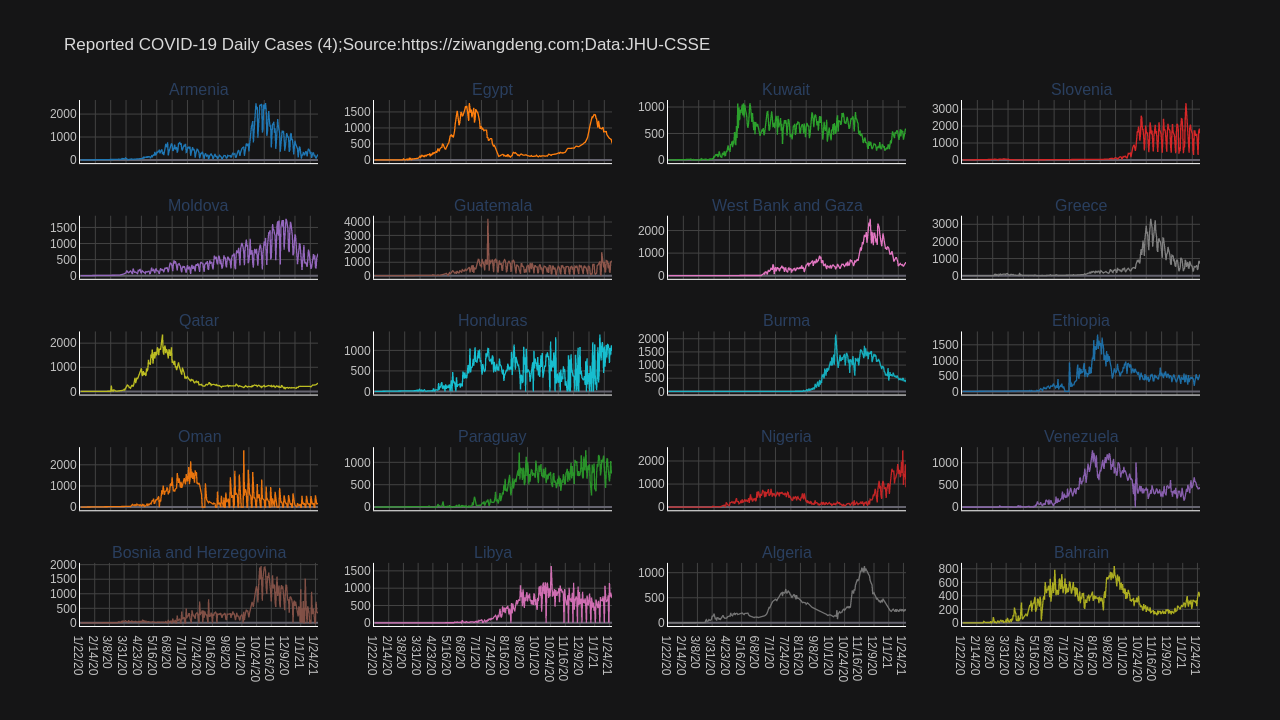 Reported COVID-19 Daily Cases (4);Source:https://ziwangdeng.com;Data:JHU-CSSE
Armenia Egypt Kuwait Slovenia
2000 1000 0
1500 1000 500 0
1000 500 0
3000 2000 1000 0
Moldova Guatemala West Bank and Gaza Greece
1500 1000 500 0
4000 3000 2000 1000 0
2000 1000 0
3000 2000 1000 0
Qatar Honduras Burma Ethiopia
2000 1000 0
1000 500 0
2000 1500 1000 500 0
1500 1000 500 0
Oman Paraguay Nigeria Venezuela
2000 1000 0
1000 500 0
2000 1000 0
1000 500 0
Bosnia and Herzegovina Libya Algeria Bahrain
2000 1500 1000 500 0
1500 1000 500 0
1000 500 0
800 600 400 200 0
1/22/20 2/14/20 3/8/20 3/31/20 4/23/20 5/16/20 6/8/20 7/1/20 7/24/20 8/16/20 9/8/20 10/1/20 10/24/20 11/16/20 12/9/20 1/1/21 1/24/21
1/22/20 2/14/20 3/8/20 3/31/20 4/23/20 5/16/20 6/8/20 7/1/20 7/24/20 8/16/20 9/8/20 10/1/20 10/24/20 11/16/20 12/9/20 1/1/21 1/24/21
1/22/20 2/14/20 3/8/20 3/31/20 4/23/20 5/16/20 6/8/20 7/1/20 7/24/20 8/16/20 9/8/20 10/1/20 10/24/20 11/16/20 12/9/20 1/1/21 1/24/21
1/22/20 2/14/20 3/8/20 3/31/20 4/23/20 5/16/20 6/8/20 7/1/20 7/24/20 8/16/20 9/8/20 10/1/20 10/24/20 11/16/20 12/9/20 1/1/21 1/24/21